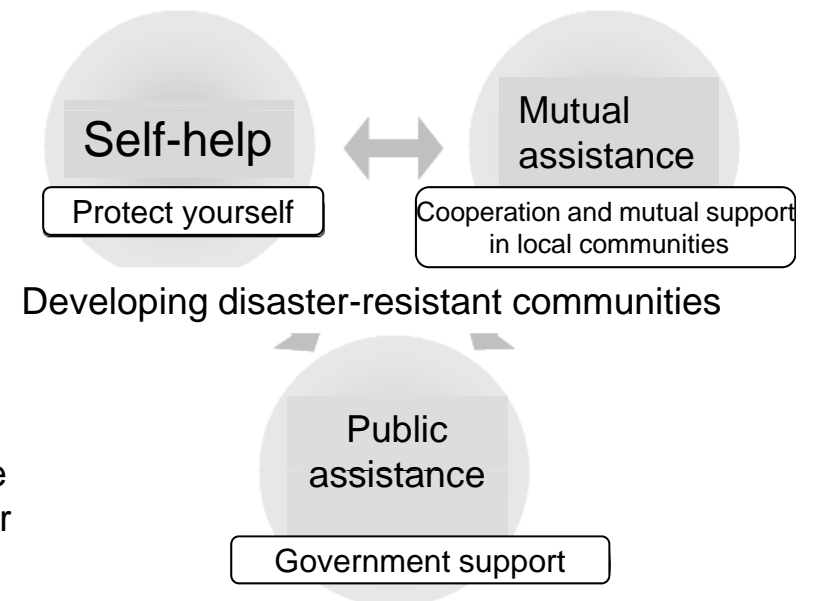 Self-help
Protect yourself
Mutual
assistance
Cooperation and mutual support
in local communities
Developing disaster-resistant communities
Public
assistance
Government support